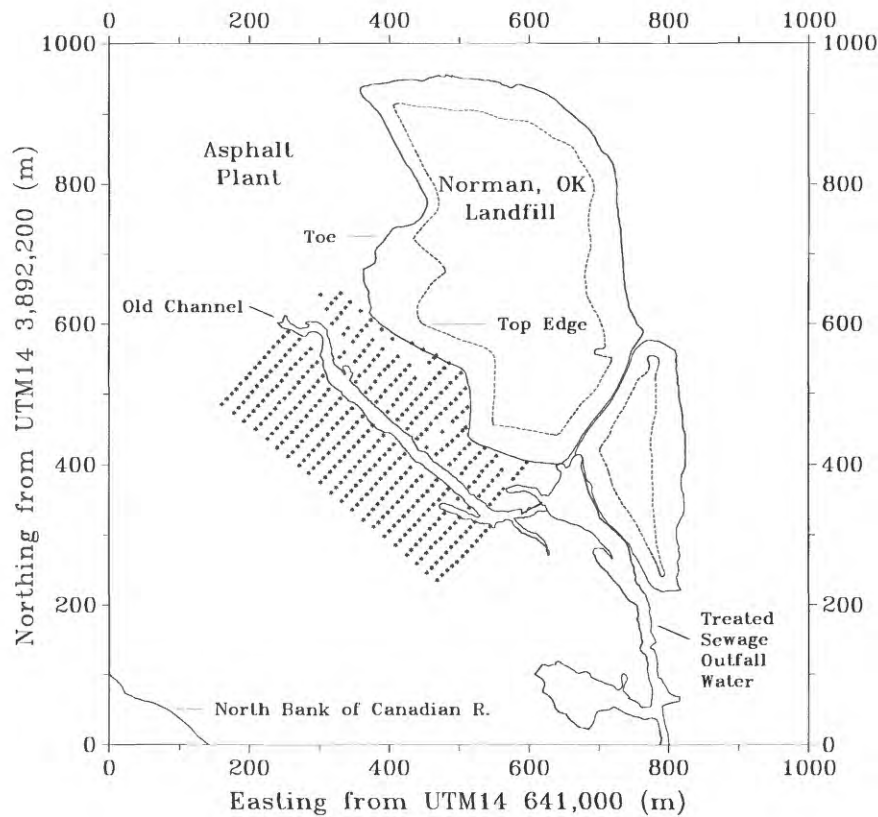 0 200 400 600 800 1000
1000 1000
Asphalt
Plant
800 800
Norman, OK
Landfill
Toe
Old Channel
600 Top Edge 600
400 400
200 200
Treated
Sewage
Outfall
Water
North Bank of Canadian R.
0 0
0 200 400 600 800 1000
Easting from UTM14 641,000 (m)
Northing from UTM14 3,892,200 (m)